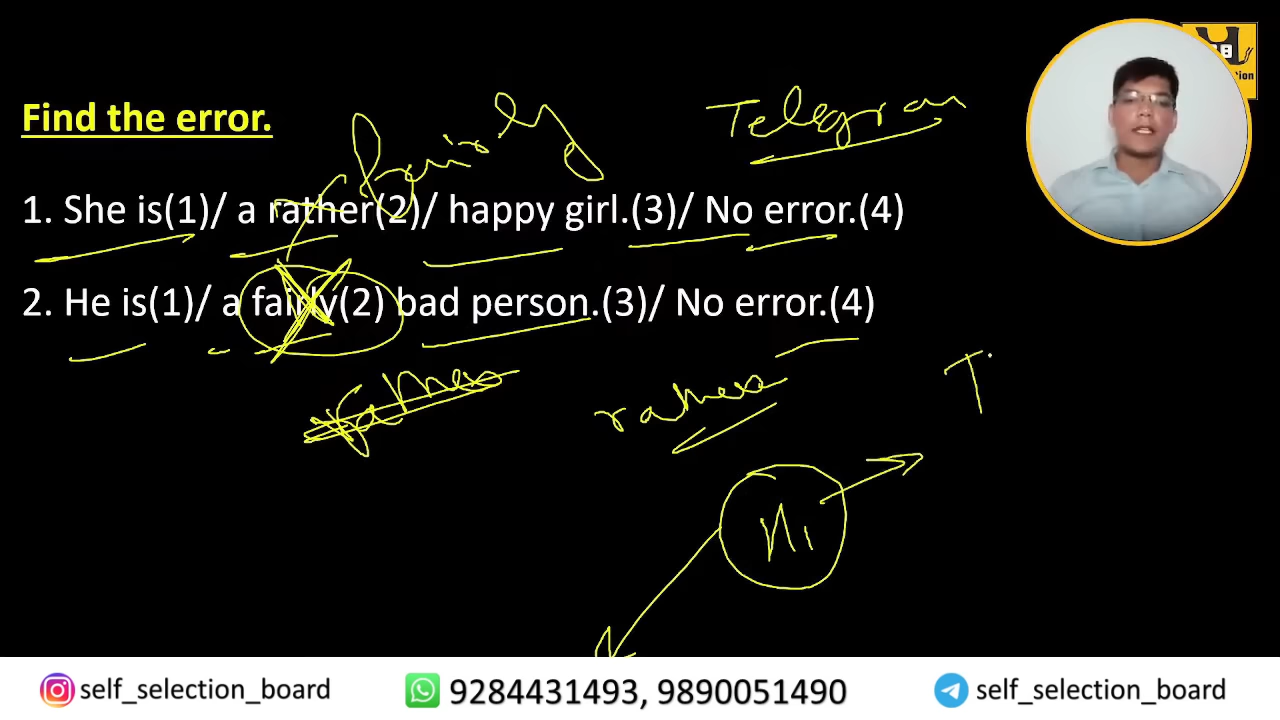 Telegram
fairly
Find the error.
1. She is(1)/ a rather(2)/ happy girl.(3)/ No error.(4)
2. He is(1)/ a fairly(2) bad person.(3)/ No error.(4)
rather
T
self_selection_board
9284431493, 9890051490
self_selection_board